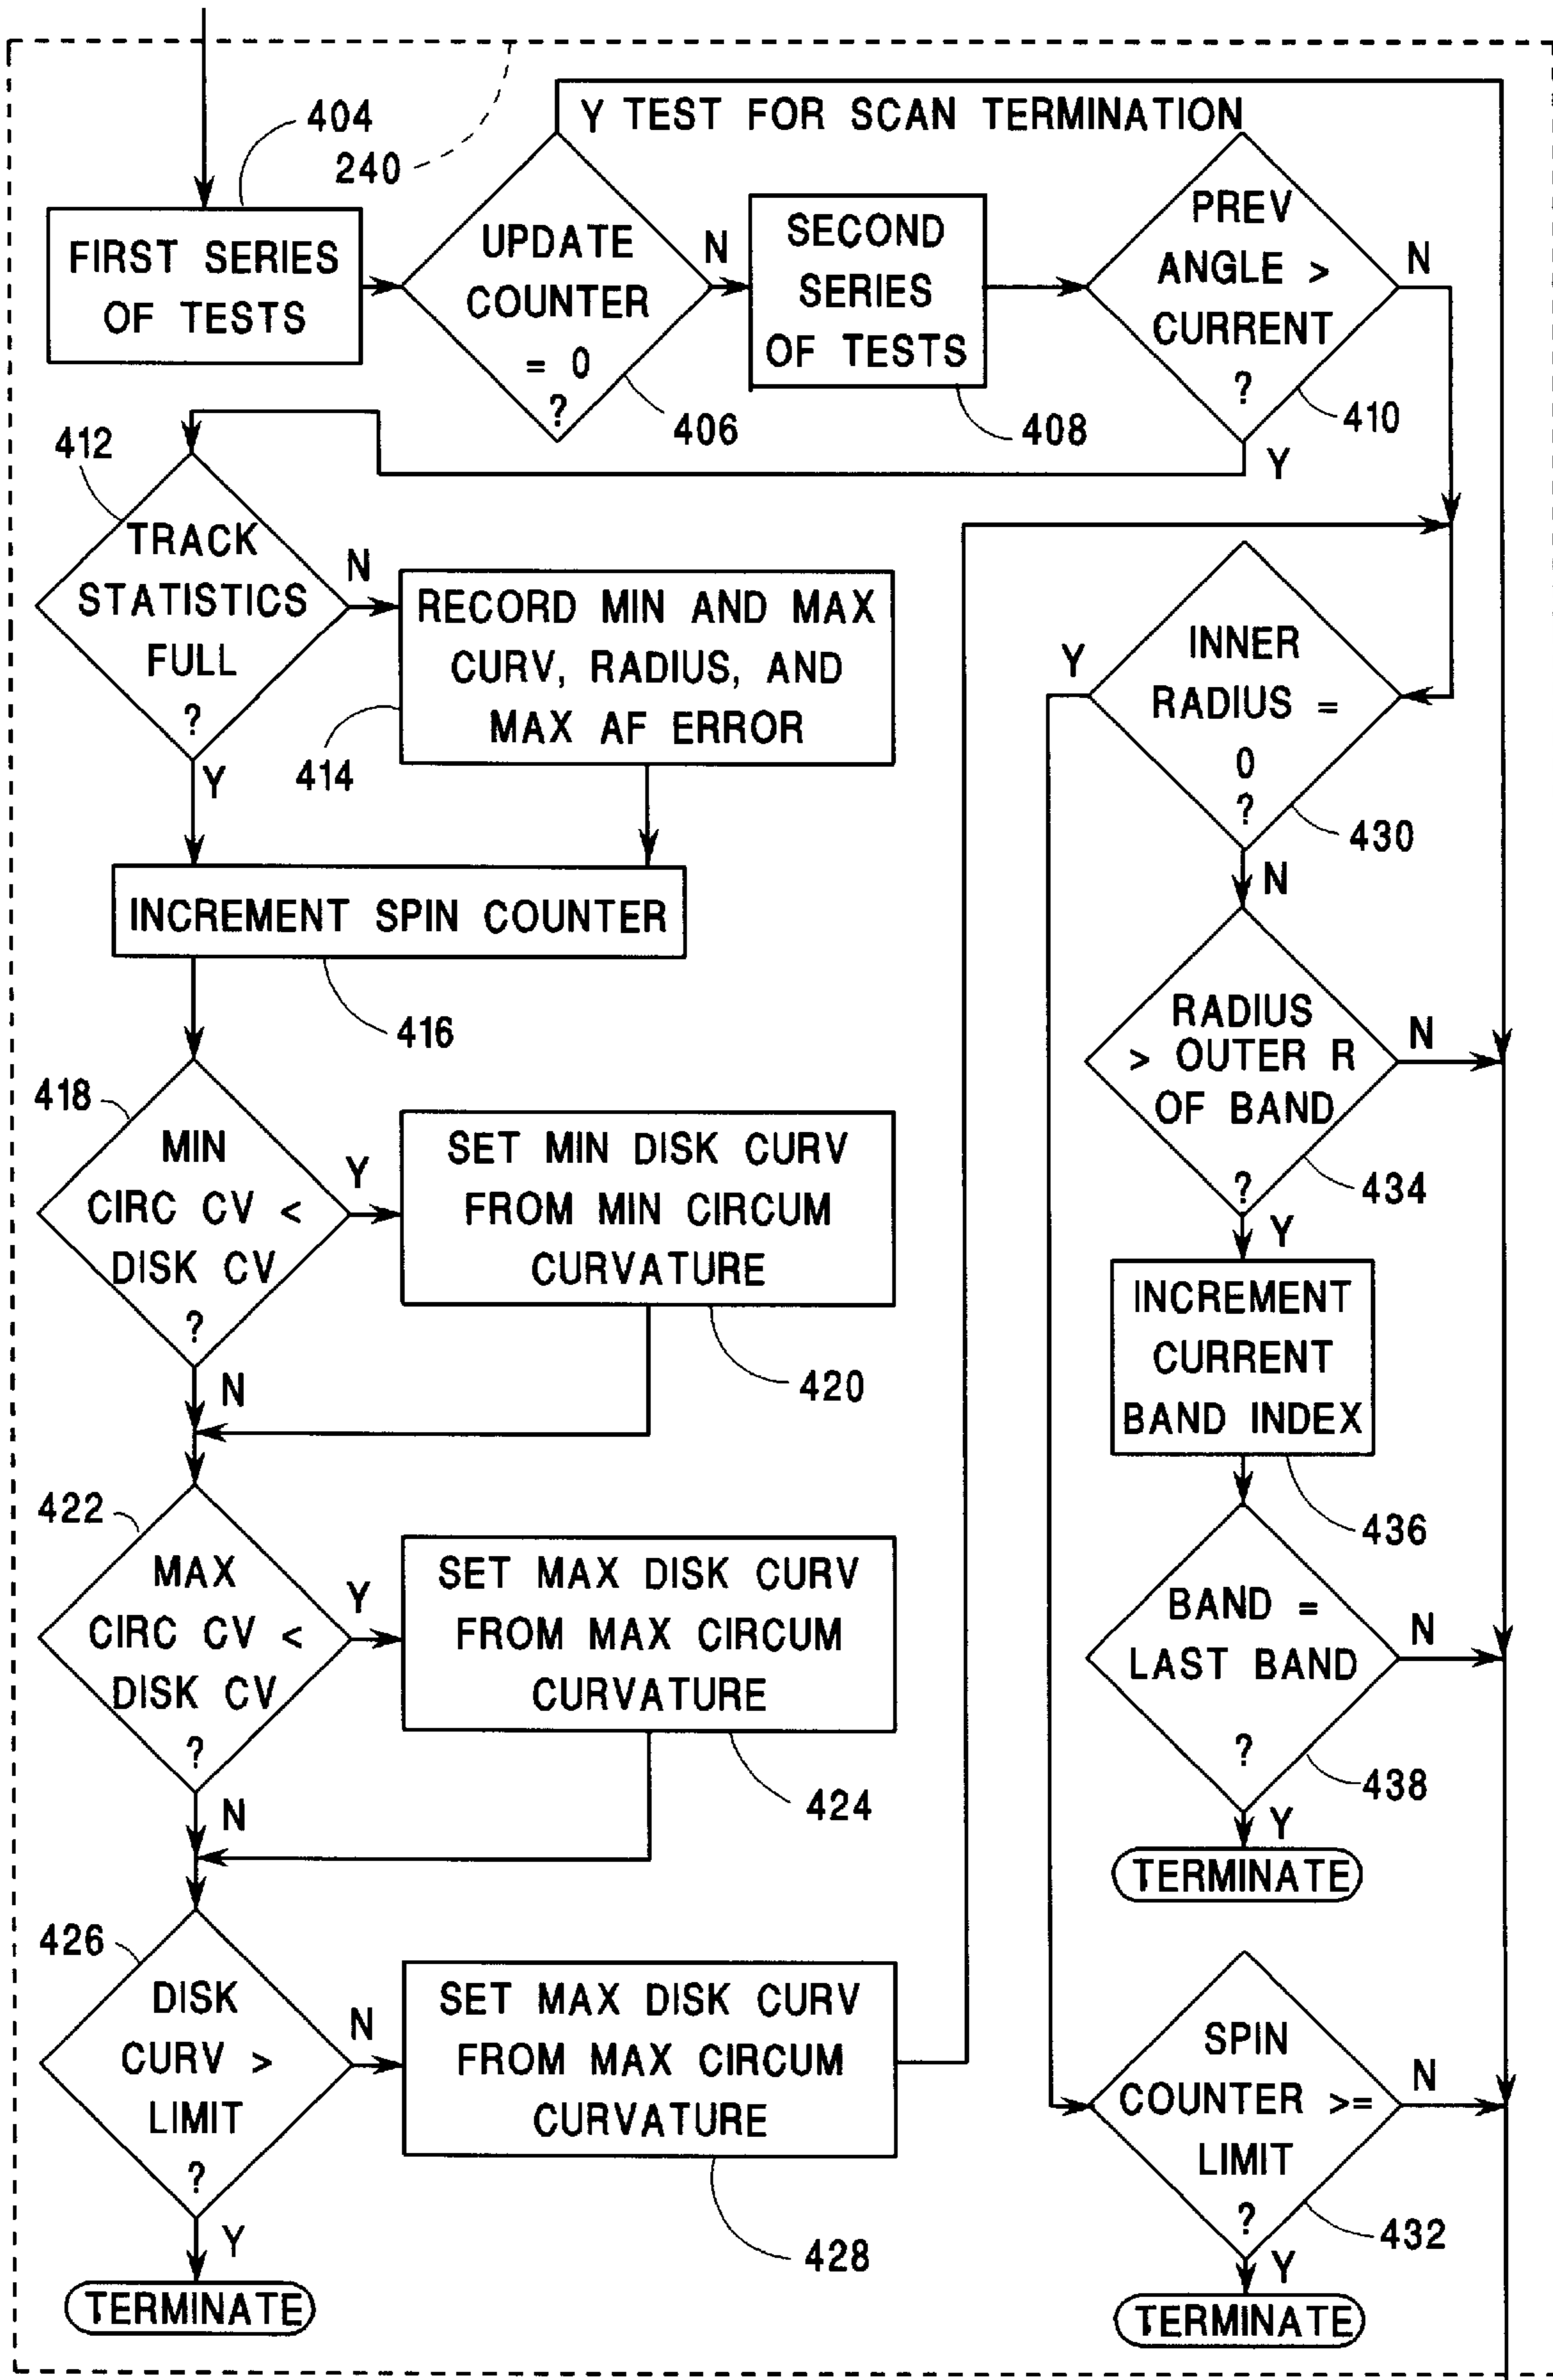 404
240
Y TEST FOR SCAN TERMINATION
FIRST SERIES
OF TESTS
UPDATE
COUNTER
= 0
?
406
N
SECOND
SERIES
OF TESTS
408
PREV
ANGLE >
CURRENT
?
410
N
Y
412
TRACK
STATISTICS
FULL
?
N
Y
RECORD MIN AND MAX
CURV, RADIUS, AND
MAX AF ERROR
414
INCREMENT SPIN COUNTER
416
418
MIN
CIRC CV <
DISK CV
?
Y
N
SET MIN DISK CURV
FROM MIN CIRCUM
CURVATURE
420
422
MAX
CIRC CV <
DISK CV
?
Y
N
SET MAX DISK CURV
FROM MAX CIRCUM
CURVATURE
424
426
DISK
CURV >
LIMIT
?
N
Y
TERMINATE
SET MAX DISK CURV
FROM MAX CIRCUM
CURVATURE
428
INNER
RADIUS =
0
?
Y
430
N
RADIUS
> OUTER R
OF BAND
?
N
434
Y
INCREMENT
CURRENT
BAND INDEX
436
BAND =
LAST BAND
?
N
438
Y
TERMINATE
SPIN
COUNTER >=
LIMIT
?
N
432
Y
TERMINATE